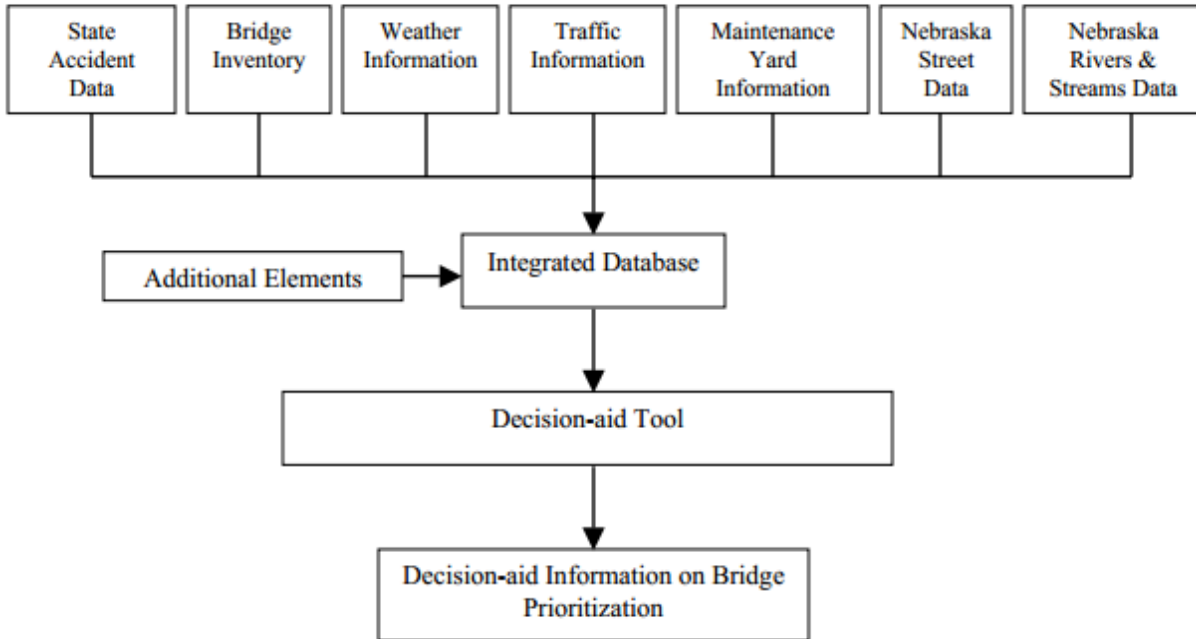 State
Accident
Data
Bridge
Inventory
Weather
Information
Traffic
Information
Maintenance
Yard
Information
Nebraska
Street
Data
Nebraska
Rivers &
Streams Data
Additional Elements
Integrated Database
Decision-aid Tool
Decision-aid Information on Bridge
Prioritization